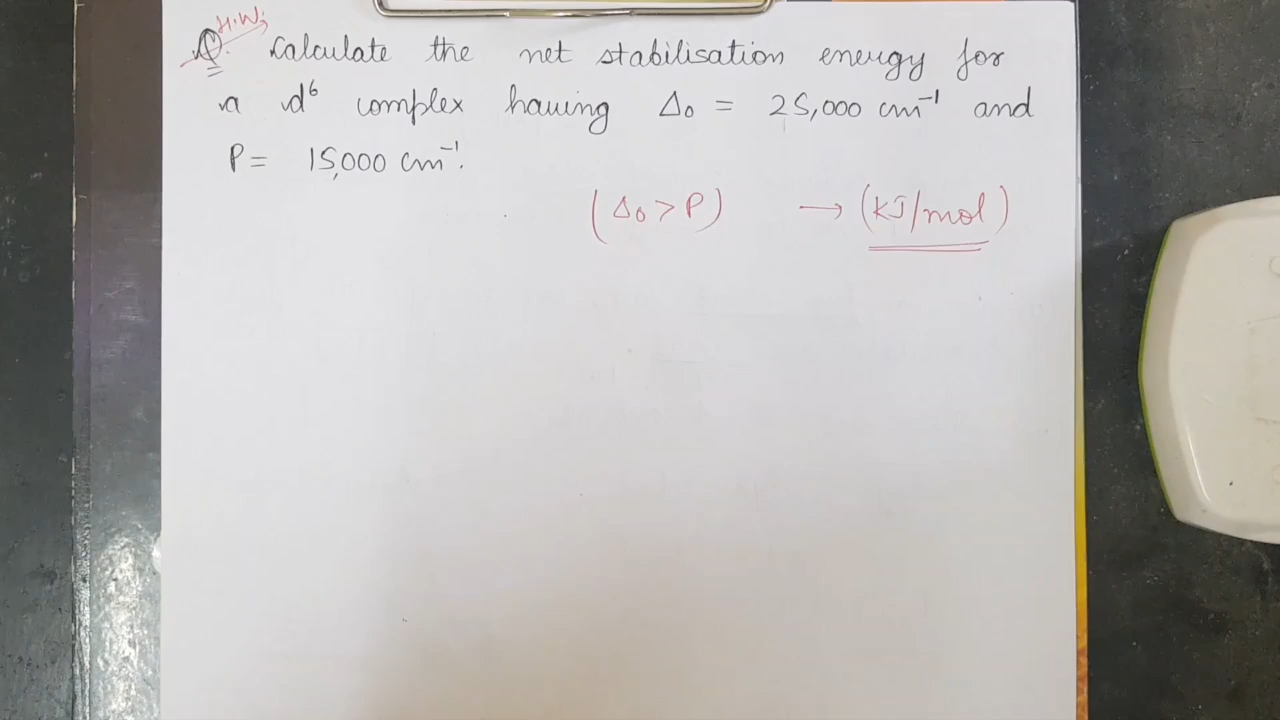 H.W.
Q. Calculate the net stabilisation energy for
a d⁶ complex having Δ₀ = 25,000 cm⁻¹ and
P = 15,000 cm⁻¹.
(Δ₀ > P) → (KJ/mol)